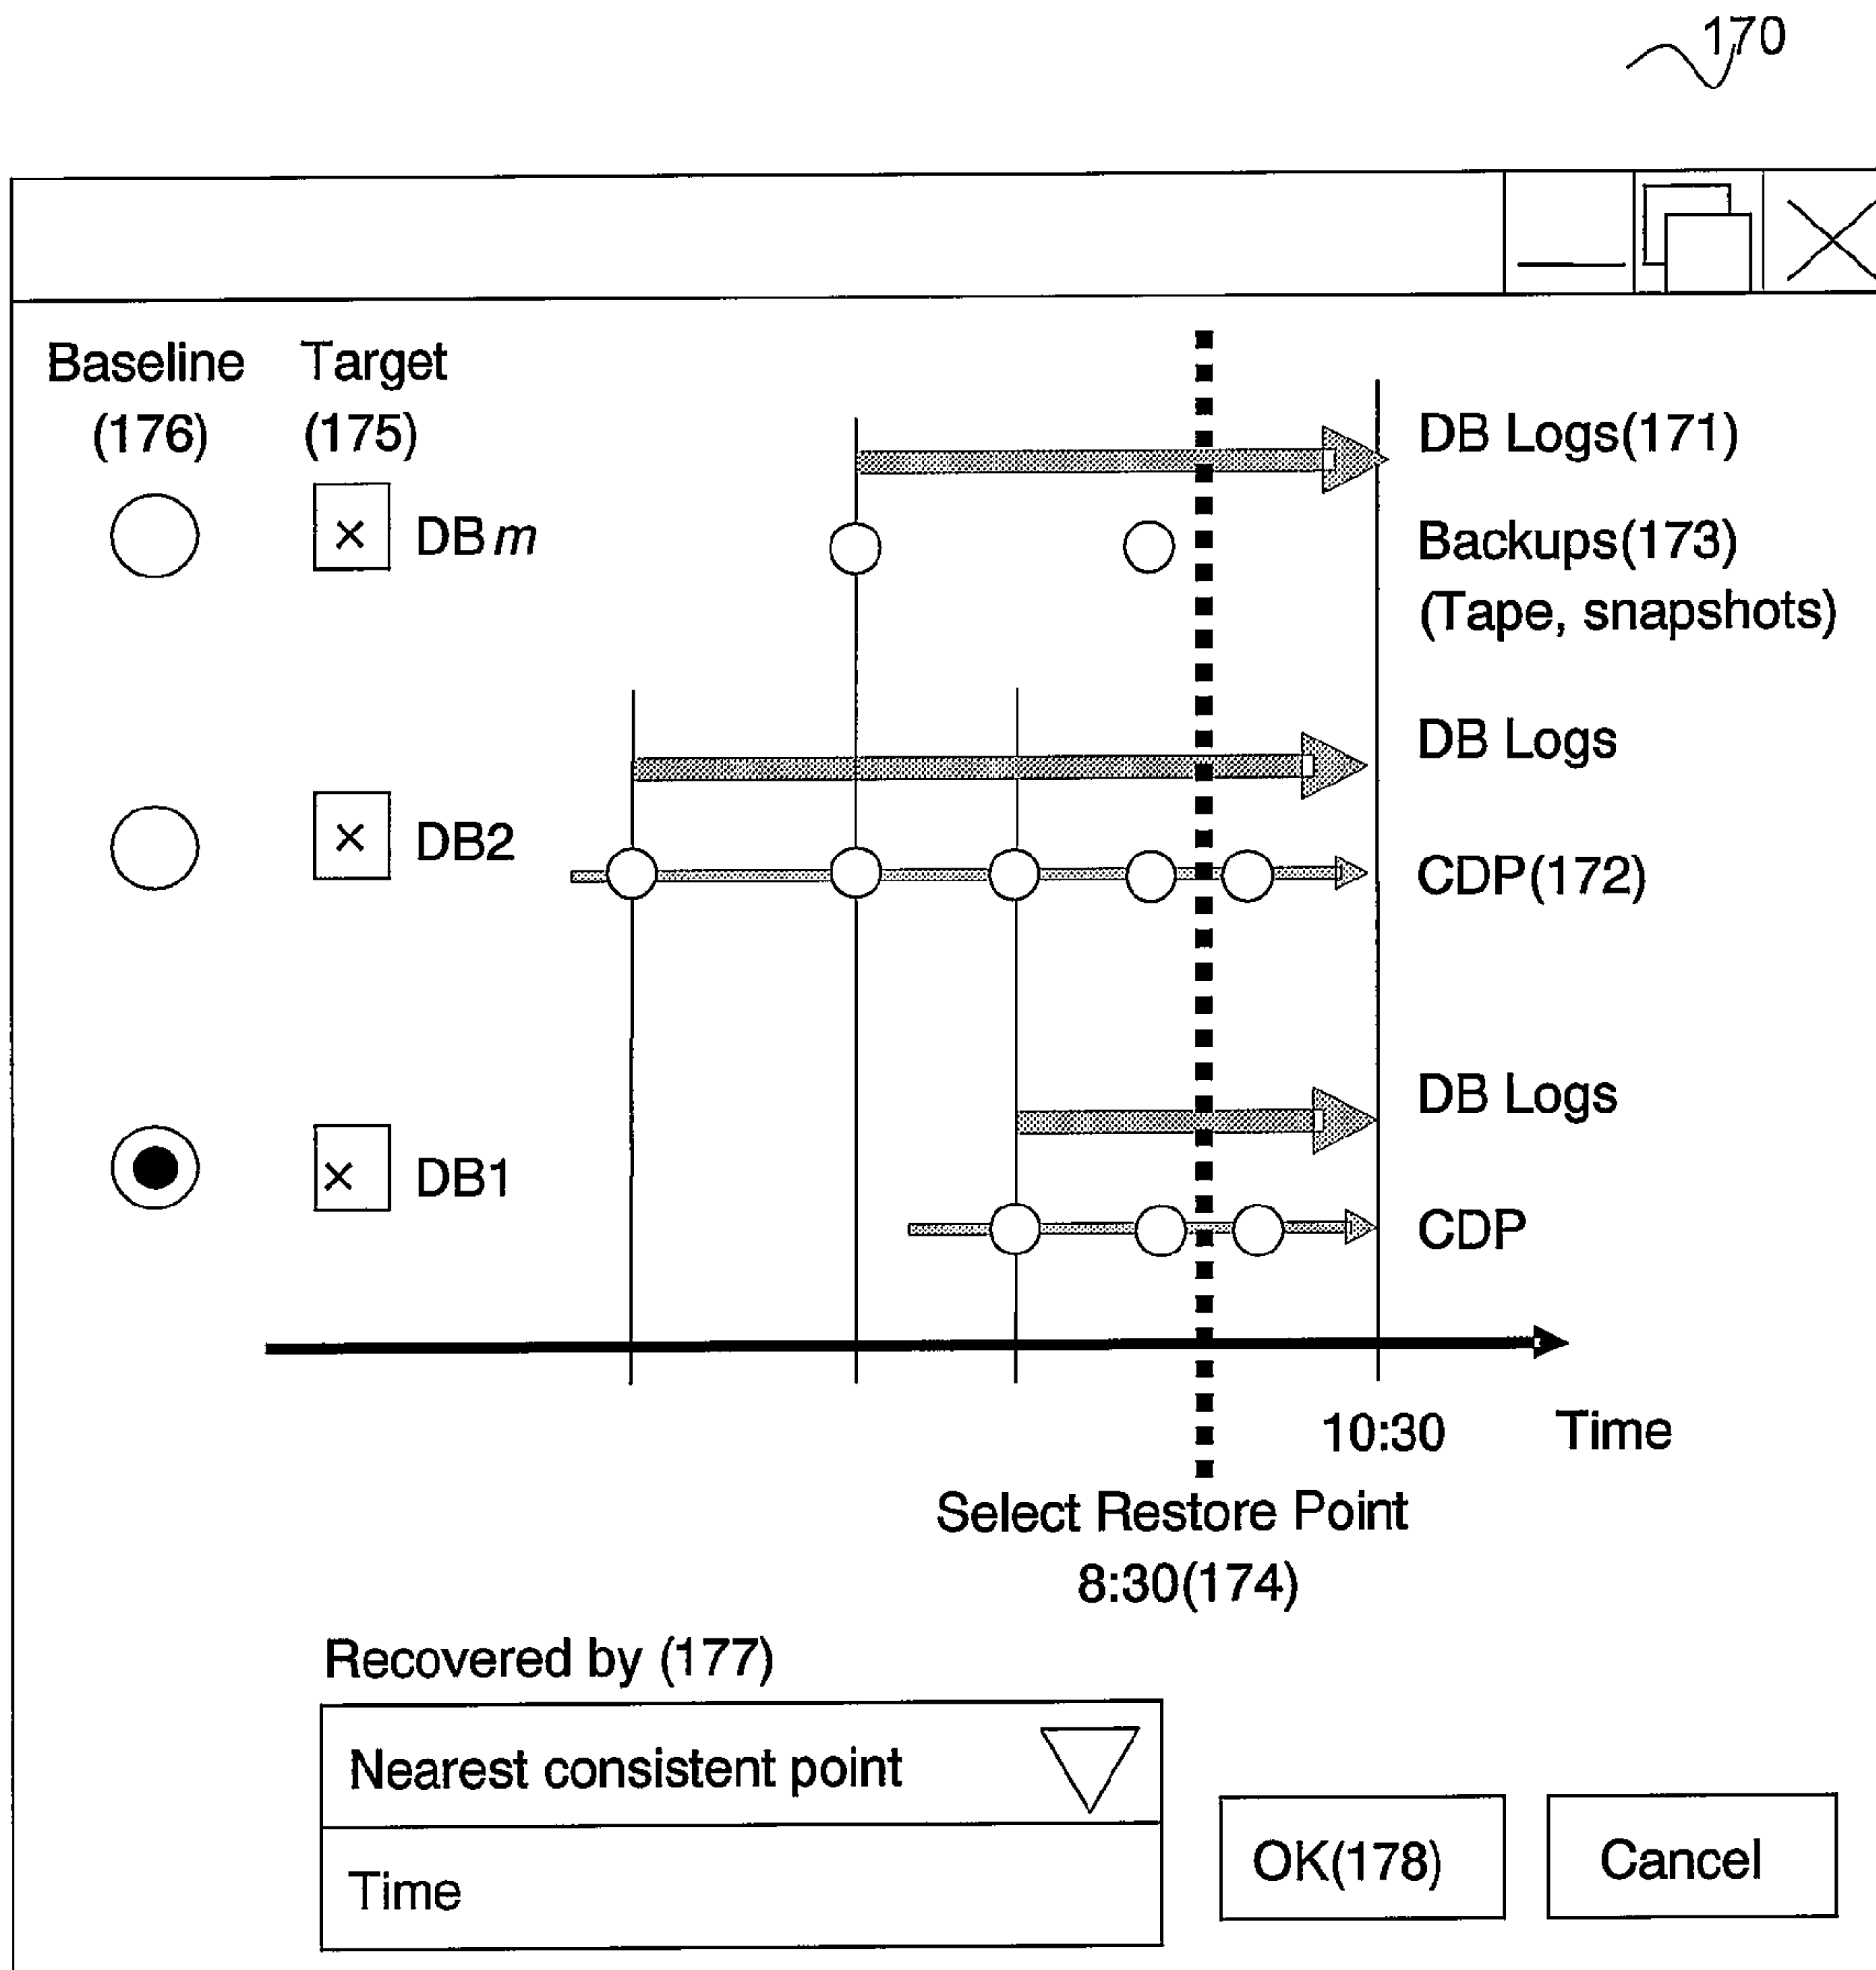 170
Baseline
(176)
Target
(175)
DB Logs(171)
DBm
Backups(173)
(Tape, snapshots)
DB Logs
DB2
CDP(172)
DB Logs
DB1
CDP
10:30
Time
Select Restore Point
8:30(174)
Recovered by (177)
Nearest consistent point
Time
OK(178)
Cancel